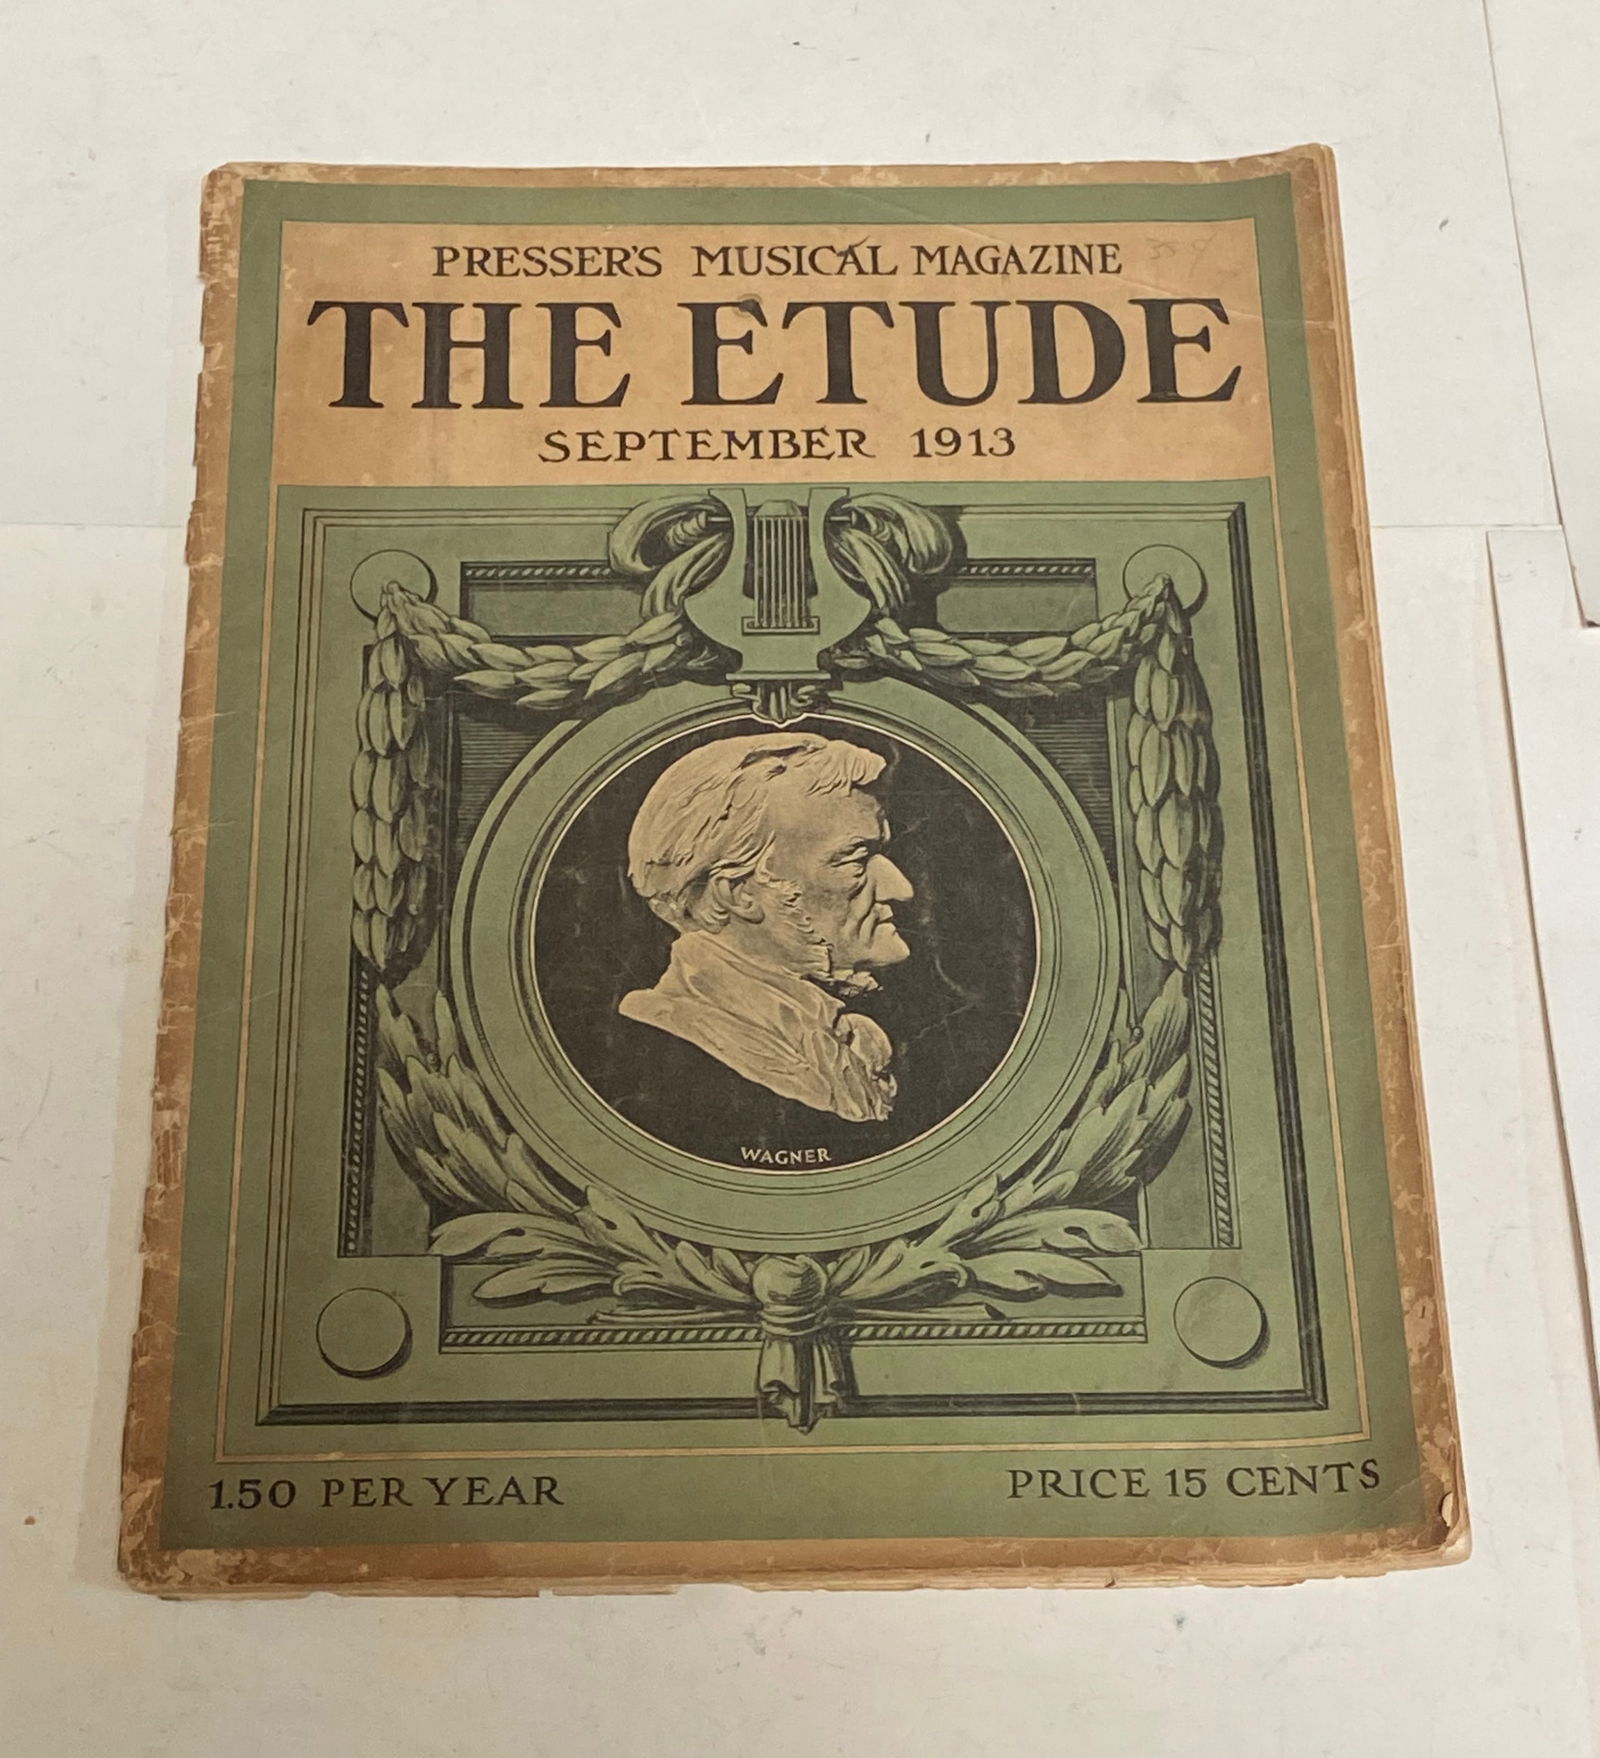 PRESSER'S MUSICAL MAGAZINE
THE ETUDE
SEPTEMBER 1913
WAGNER
1.50 PER YEAR
PRICE 15 CENTS